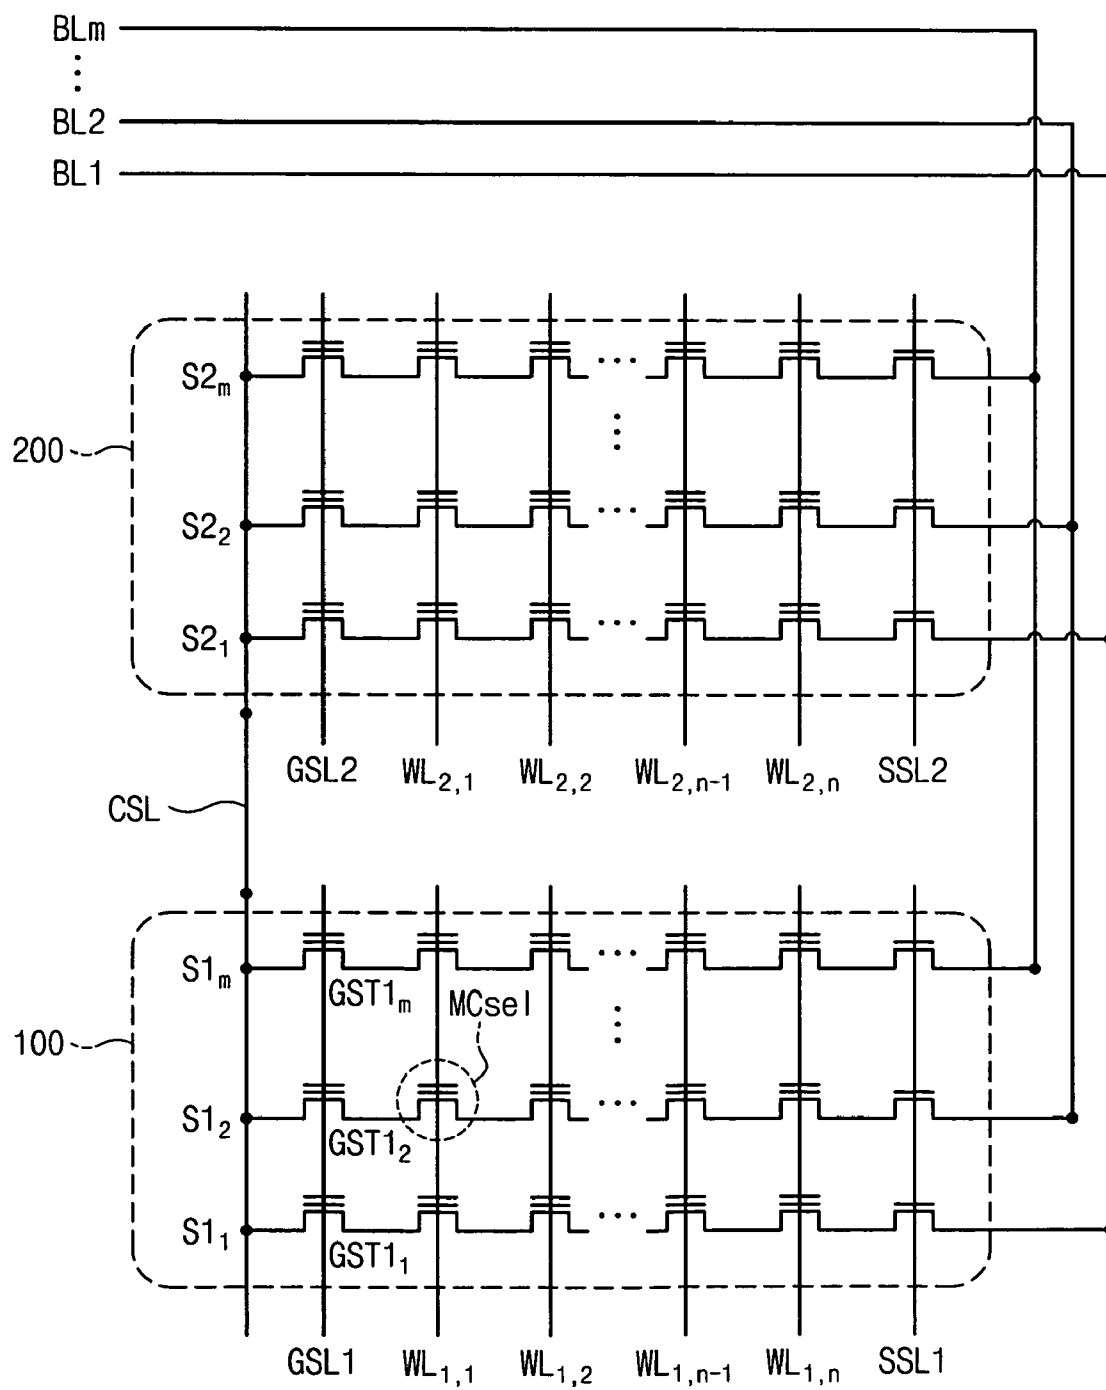 BLm
⋮
BL2
BL1
S2ₘ
200
S2₂
S2₁
GSL2 WL₂,₁ WL₂,₂ WL₂,ₙ₋₁ WL₂,ₙ SSL2
CSL
S1ₘ
GST1ₘ MCsel
100
S1₂
GST1₂
S1₁
GST1₁
GSL1 WL₁,₁ WL₁,₂ WL₁,ₙ₋₁ WL₁,ₙ SSL1